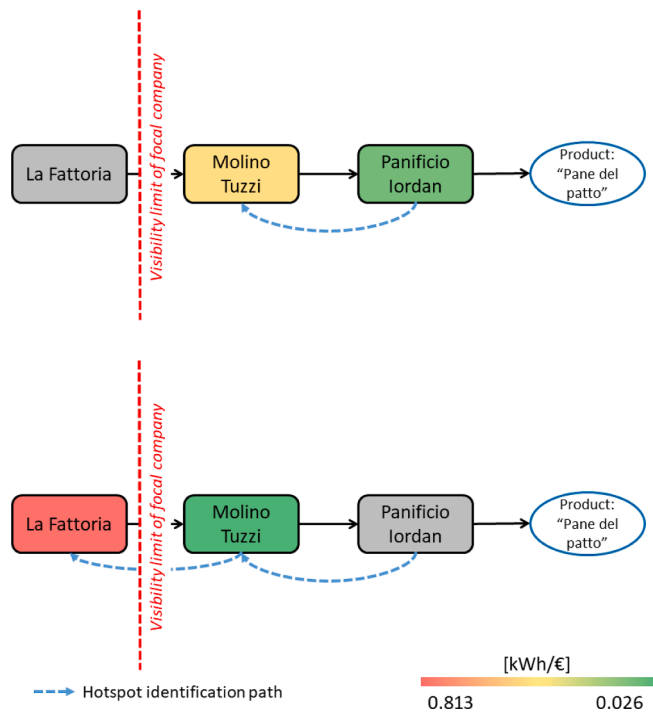 Visibility limit of focal company
La Fattoria
Molino
Tuzzi
Panificio
Iordan
Product:
“Pane del
patto”
Visibility limit of focal company
La Fattoria
Molino
Tuzzi
Panificio
Iordan
Product:
“Pane del
patto”
Hotspot identification path
[kWh/€]
0.813
0.026